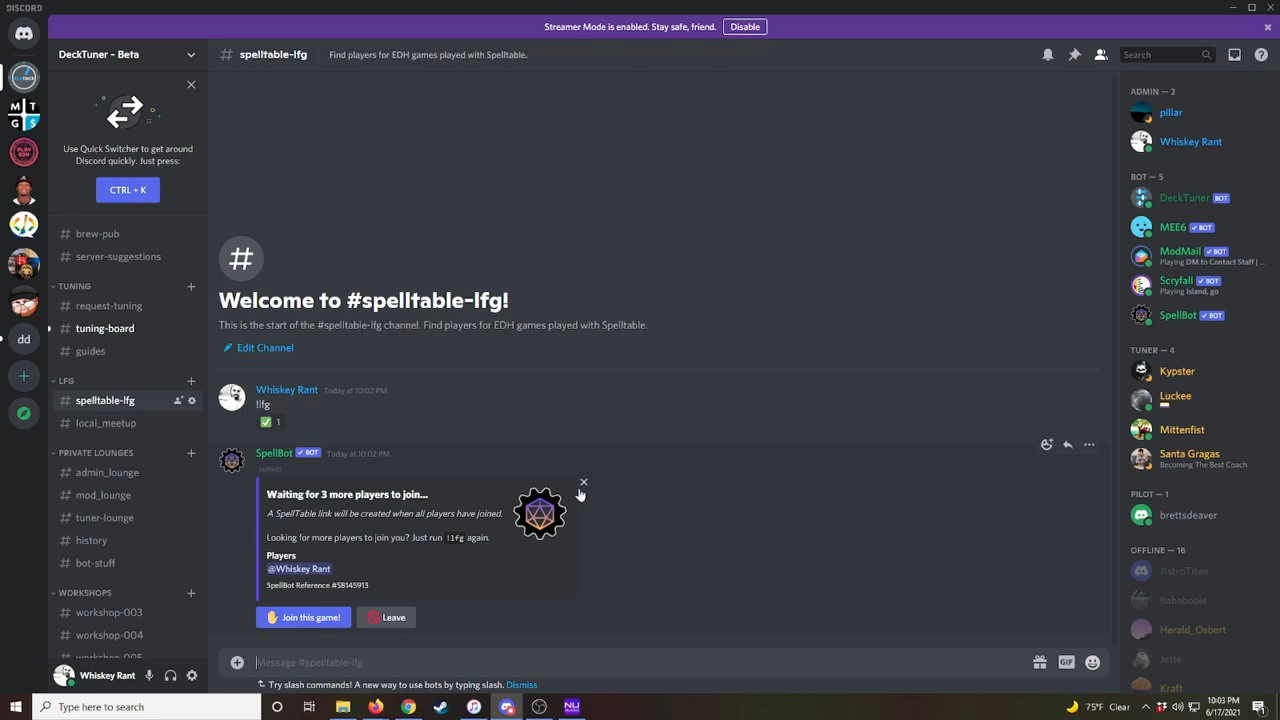 DISCORD
Streamer Mode is enabled. Stay safe, friend. Disable
DeckTuner – Beta
# spelltable-lfg
Find players for EDH games played with Spelltable.
Search
Use Quick Switcher to get around
Discord quickly. Just press:
CTRL + K
# brew-pub
# server-suggestions
TUNING
# request-tuning
# tuning-board
# guides
LFG
# spelltable-lfg
# local_meetup
PRIVATE LOUNGES
# admin_lounge
# mod_lounge
# tuner-lounge
# history
# bot-stuff
WORKSHOPS
# workshop-003
# workshop-004
# workshop-005
Whiskey Rant
M T
G $
PLAY
EDH
dd
#
Welcome to #spelltable-lfg!
This is the start of the #spelltable-lfg channel. Find players for EDH games played with Spelltable.
Edit Channel
Whiskey Rant Today at 10:02 PM
!lfg
1
SpellBot BOT Today at 10:02 PM
(edited)
Waiting for 3 more players to join...
A SpellTable link will be created when all players have joined.
Looking for more players to join you? Just run !lfg again.
Players
@Whiskey Rant
SpellBot Reference #SB145913
Join this game!
Leave
Message #spelltable-lfg
GIF
Try slash commands! A new way to use bots by typing slash. Dismiss
ADMIN — 2
pillar
Whiskey Rant
BOT — 5
DeckTuner BOT
MEE6 BOT
ModMail BOT
Playing DM to Contact Staff | ...
Scryfall BOT
Playing Island, go
SpellBot BOT
TUNER — 4
Kypster
Luckee
Mittenfist
Santa Gragas
Becoming The Best Coach
PILOT — 1
brettsdeaver
OFFLINE — 16
AstroTitan
Bababooie
Herald_Osbert
Jette
Kraft
Type here to search
NU
75°F Clear
10:03 PM
6/17/2021